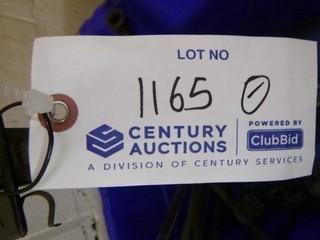 LOT NO
1165 0
CENTURY AUCTIONS
POWERED BY
ClubBid
A DIVISION OF CENTURY SERVICES